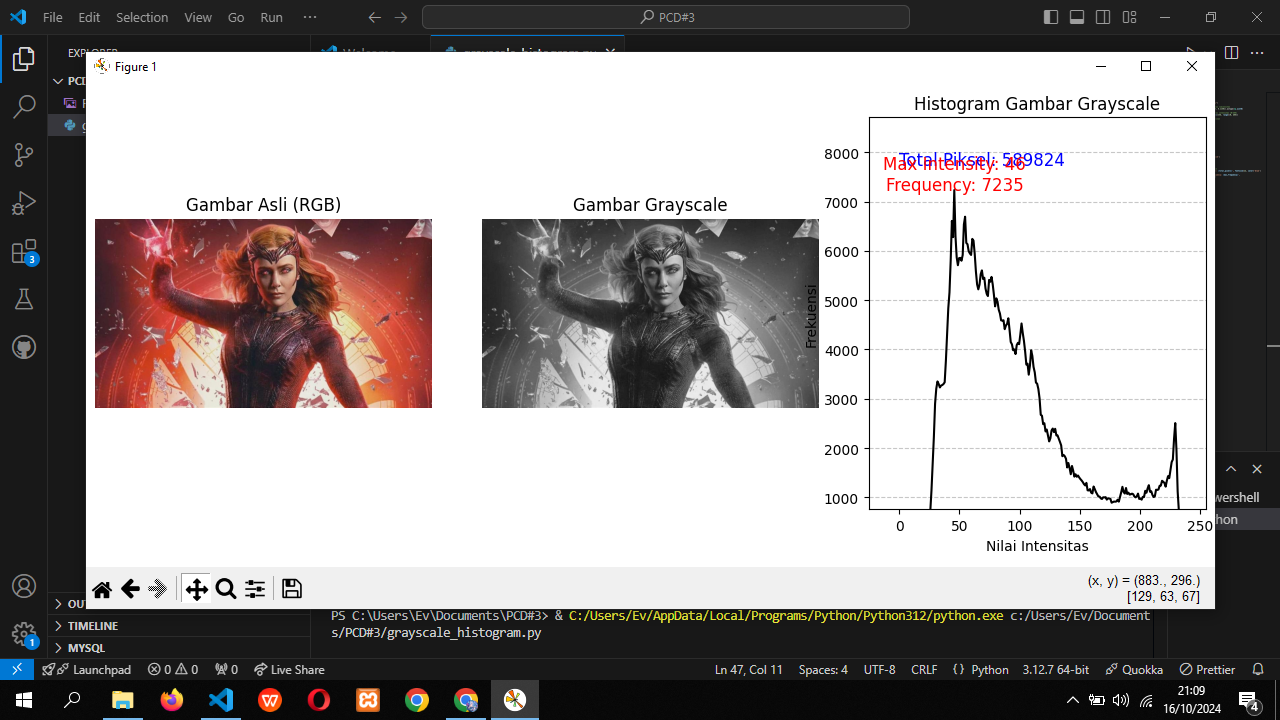 File Edit Selection View Go Run ··· PCD#3
EXPLORER
Welcome
grayscale_histogram.py
PCD
Figure 1
Gambar Asli (RGB)
Gambar Grayscale
Histogram Gambar Grayscale
Total Piksel: 589824
Max Intensity: 46
Frequency: 7235
8000
7000
6000
5000
4000
3000
2000
1000
Frekuensi
0 50 100 150 200 250
Nilai Intensitas
(x, y) = (883., 296.)
[129, 63, 67]
3
1
OUT
TIMELINE
MYSQL
PS C:\Users\Ev\Documents\PCD#3> & C:/Users/Ev/AppData/Local/Programs/Python/Python312/python.exe c:/Users/Ev/Document
s/PCD#3/grayscale_histogram.py
wershell
hon
Launchpad 0 0 0 Live Share Ln 47, Col 11 Spaces: 4 UTF-8 CRLF {} Python 3.12.7 64-bit Quokka Prettier
21:09
16/10/2024
4